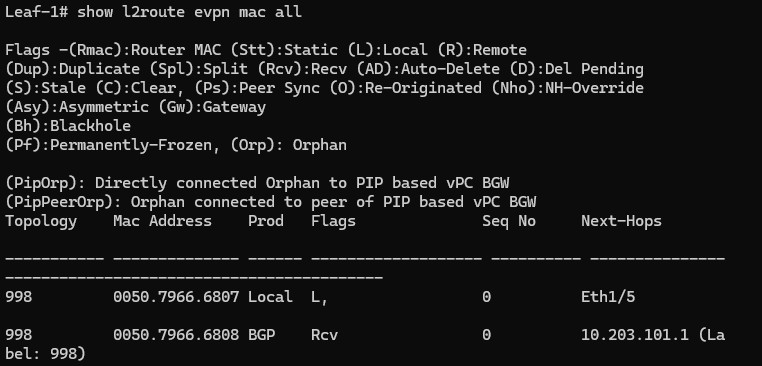 Leaf-1# show l2route evpn mac all
Flags -(Rmac):Router MAC (Stt):Static (L):Local (R):Remote
(Dup):Duplicate (Spl):Split (Rcv):Recv (AD):Auto-Delete (D):Del Pending
(S):Stale (C):Clear, (Ps):Peer Sync (O):Re-Originated (Nho):NH-Override
(Asy):Asymmetric (Gw):Gateway
(Bh):Blackhole
(Pf):Permanently-Frozen, (Orp): Orphan
(PipOrp): Directly connected Orphan to PIP based vPC BGW
(PipPeerOrp): Orphan connected to peer of PIP based vPC BGW
Topology    Mac Address    Prod   Flags              Seq No     Next-Hops
----------- -------------- ------ ------------------- ---------- ---------------
------------------------------------------
998         0050.7966.6807 Local  L,                 0          Eth1/5
998         0050.7966.6808 BGP    Rcv                0          10.203.101.1 (La
bel: 998)